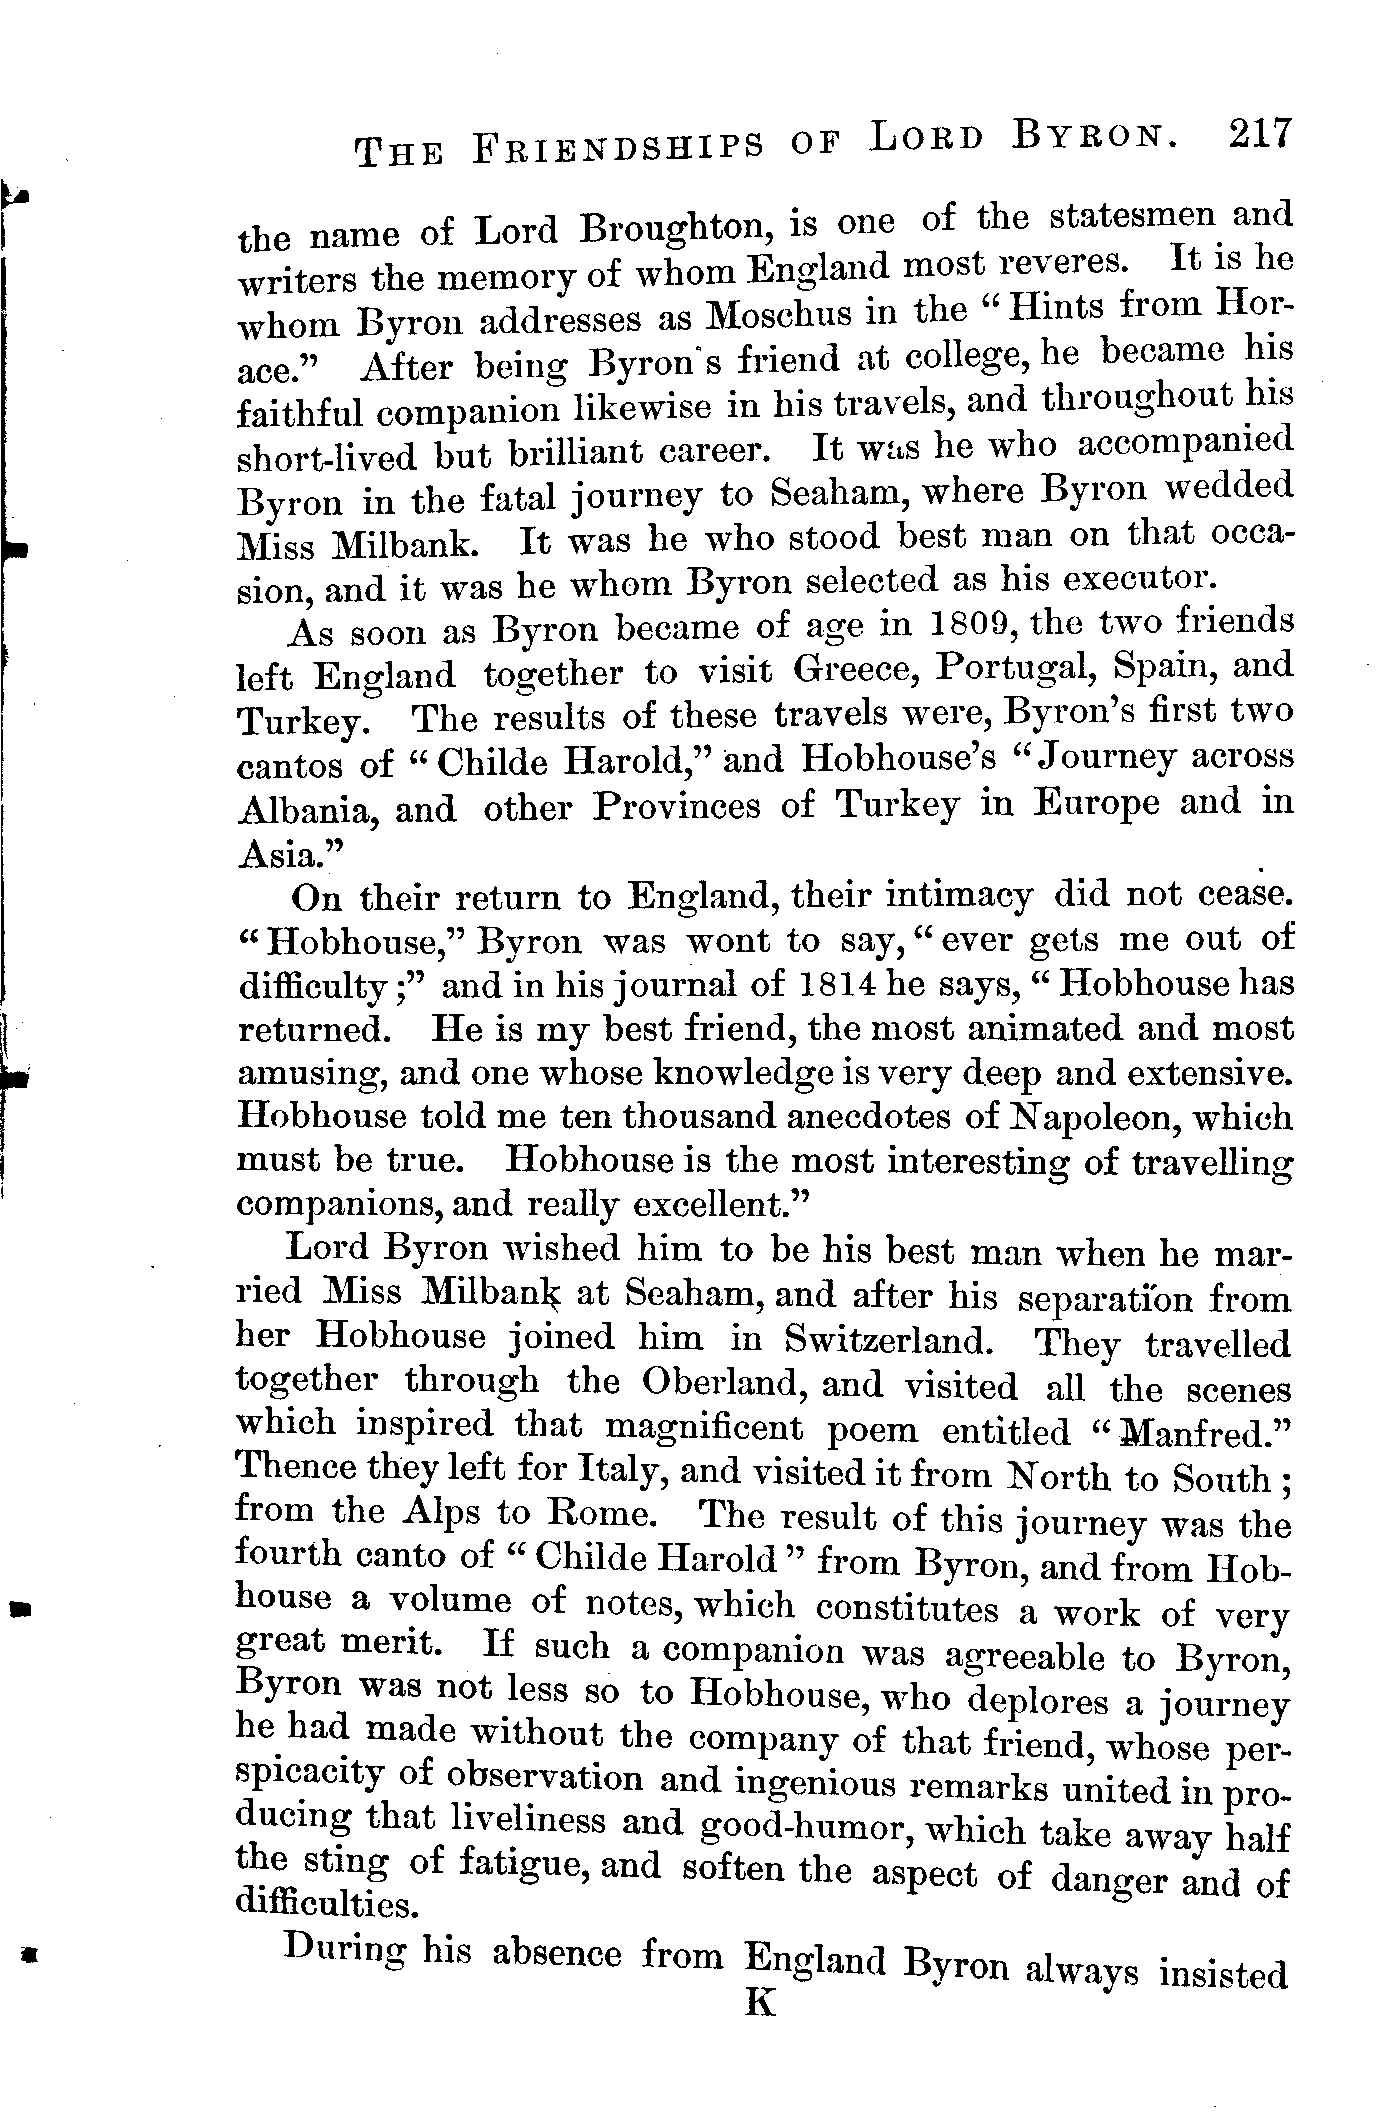 THE FRIENDSHIPS OF LORD BYRON. 217
the name of Lord Broughton, is one of the statesmen and
writers the memory of whom England most reveres. It is he
whom Byron addresses as Moschus in the “Hints from Hor-
ace.” After being Byron's friend at college, he became his
faithful companion likewise in his travels, and throughout his
short-lived but brilliant career. It was he who accompanied
Byron in the fatal journey to Seaham, where Byron wedded
Miss Milbank. It was he who stood best man on that occa-
sion, and it was he whom Byron selected as his executor.
As soon as Byron became of age in 1809, the two friends
left England together to visit Greece, Portugal, Spain, and
Turkey. The results of these travels were, Byron’s first two
cantos of “Childe Harold,” and Hobhouse’s “Journey across
Albania, and other Provinces of Turkey in Europe and in
Asia.”
On their return to England, their intimacy did not cease.
“Hobhouse,” Byron was wont to say, “ever gets me out of
difficulty;” and in his journal of 1814 he says, “Hobhouse has
returned. He is my best friend, the most animated and most
amusing, and one whose knowledge is very deep and extensive.
Hobhouse told me ten thousand anecdotes of Napoleon, which
must be true. Hobhouse is the most interesting of travelling
companions, and really excellent.”
Lord Byron wished him to be his best man when he mar-
ried Miss Milbank at Seaham, and after his separation from
her Hobhouse joined him in Switzerland. They travelled
together through the Oberland, and visited all the scenes
which inspired that magnificent poem entitled “Manfred.”
Thence they left for Italy, and visited it from North to South;
from the Alps to Rome. The result of this journey was the
fourth canto of “Childe Harold” from Byron, and from Hob-
house a volume of notes, which constitutes a work of very
great merit. If such a companion was agreeable to Byron,
Byron was not less so to Hobhouse, who deplores a journey
he had made without the company of that friend, whose per-
spicacity of observation and ingenious remarks united in pro-
ducing that liveliness and good-humor, which take away half
the sting of fatigue, and soften the aspect of danger and of
difficulties.
During his absence from England Byron always insisted
K